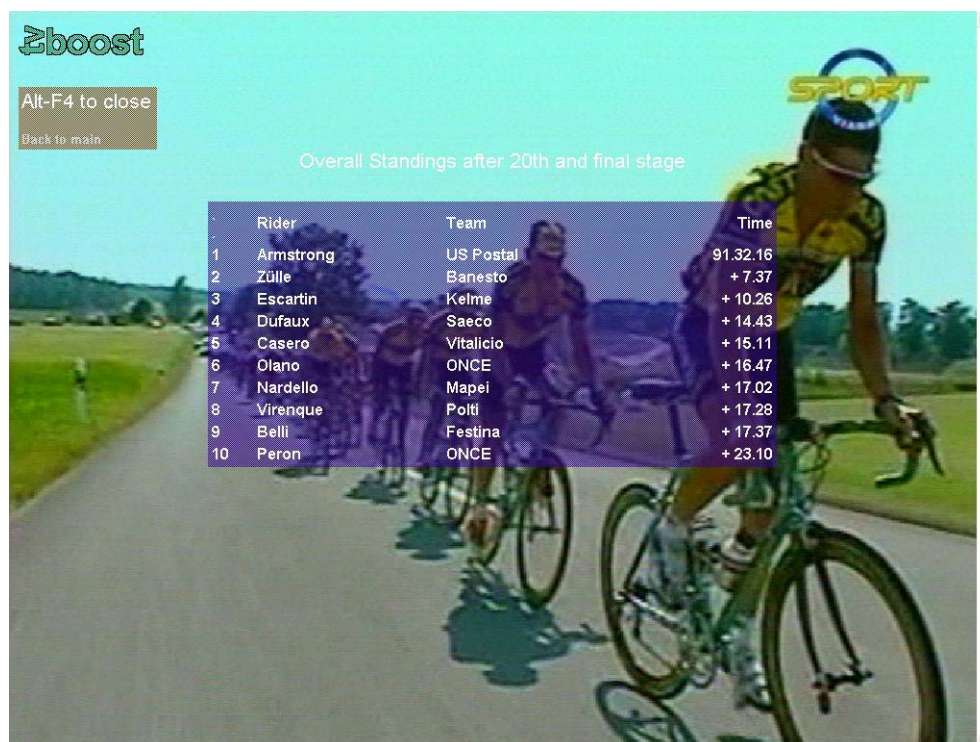 tvboost
SPORT
VIASAT
Alt-F4 to close
Back to main
Overall Standings after 20th and final stage
` Rider Team Time
1 Armstrong US Postal 91.32.16
2 Zülle Banesto + 7.37
3 Escartin Kelme + 10.26
4 Dufaux Saeco + 14.43
5 Casero Vitalicio + 15.11
6 Olano ONCE + 16.47
7 Nardello Mapei + 17.02
8 Virenque Polti + 17.28
9 Belli Festina + 17.37
10 Peron ONCE + 23.10